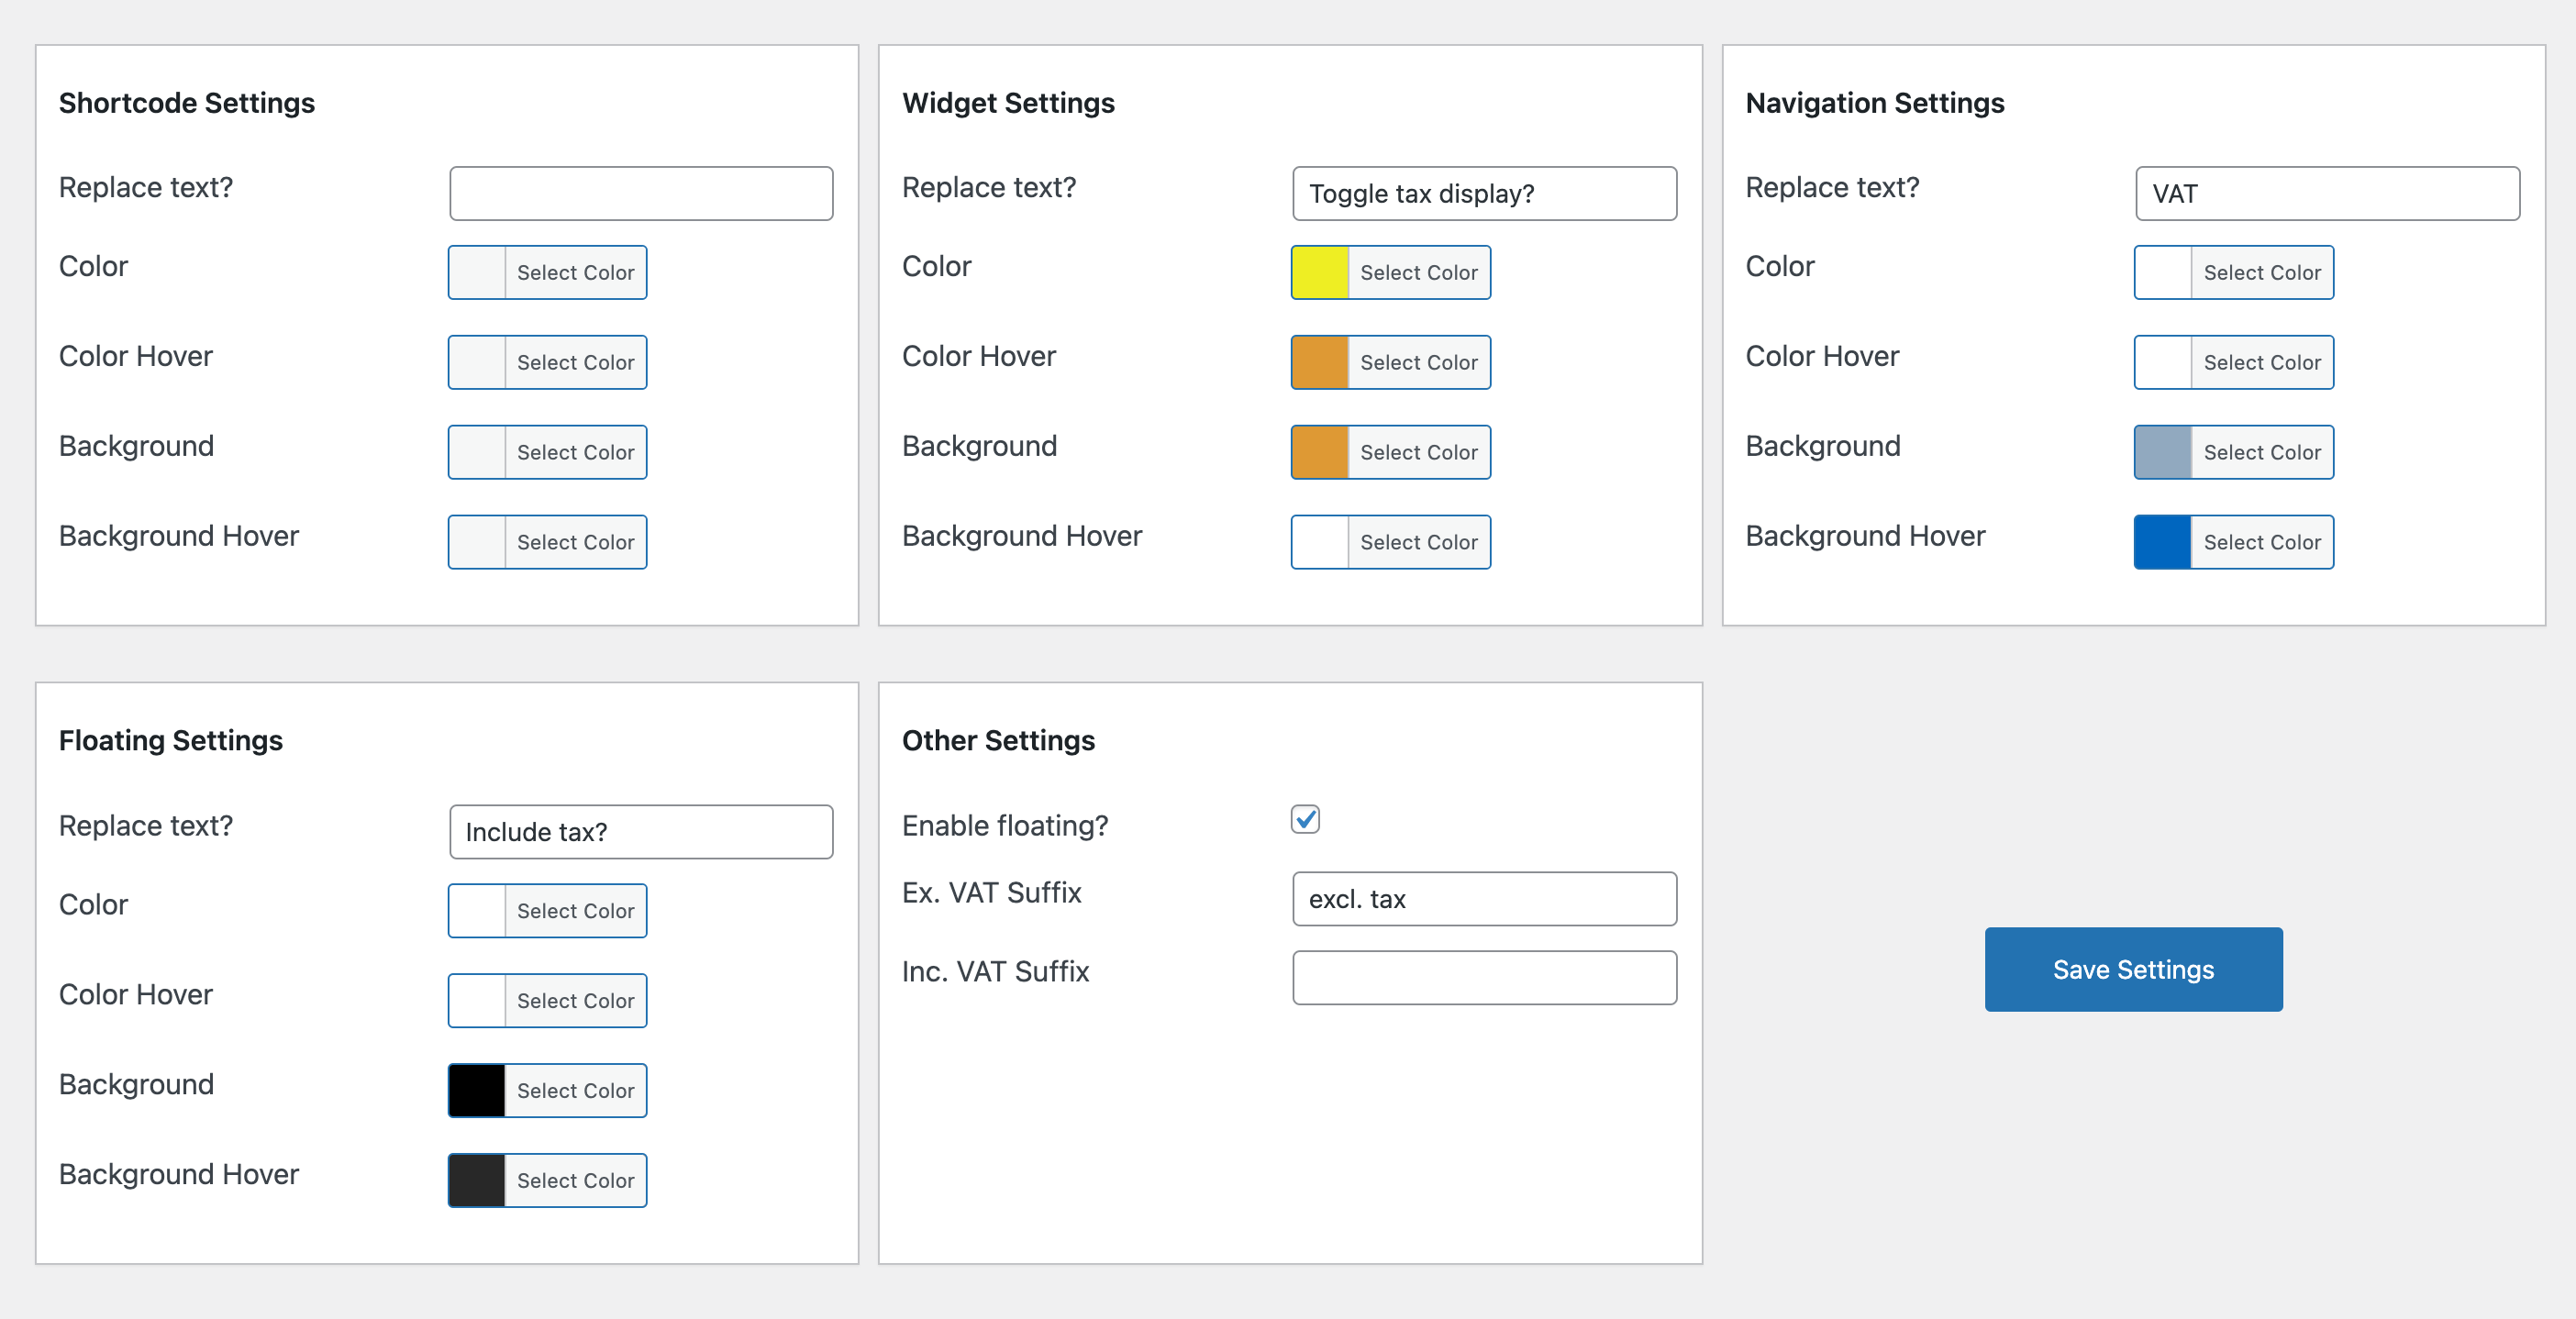 Shortcode Settings
Replace text?
Color
Select Color
Color Hover
Select Color
Background
Select Color
Background Hover
Select Color
Widget Settings
Replace text?
Toggle tax display?
Color
Select Color
Color Hover
Select Color
Background
Select Color
Background Hover
Select Color
Navigation Settings
Replace text?
VAT
Color
Select Color
Color Hover
Select Color
Background
Select Color
Background Hover
Select Color
Floating Settings
Replace text?
Include tax?
Color
Select Color
Color Hover
Select Color
Background
Select Color
Background Hover
Select Color
Other Settings
Enable floating?
Ex. VAT Suffix
excl. tax
Inc. VAT Suffix
Save Settings